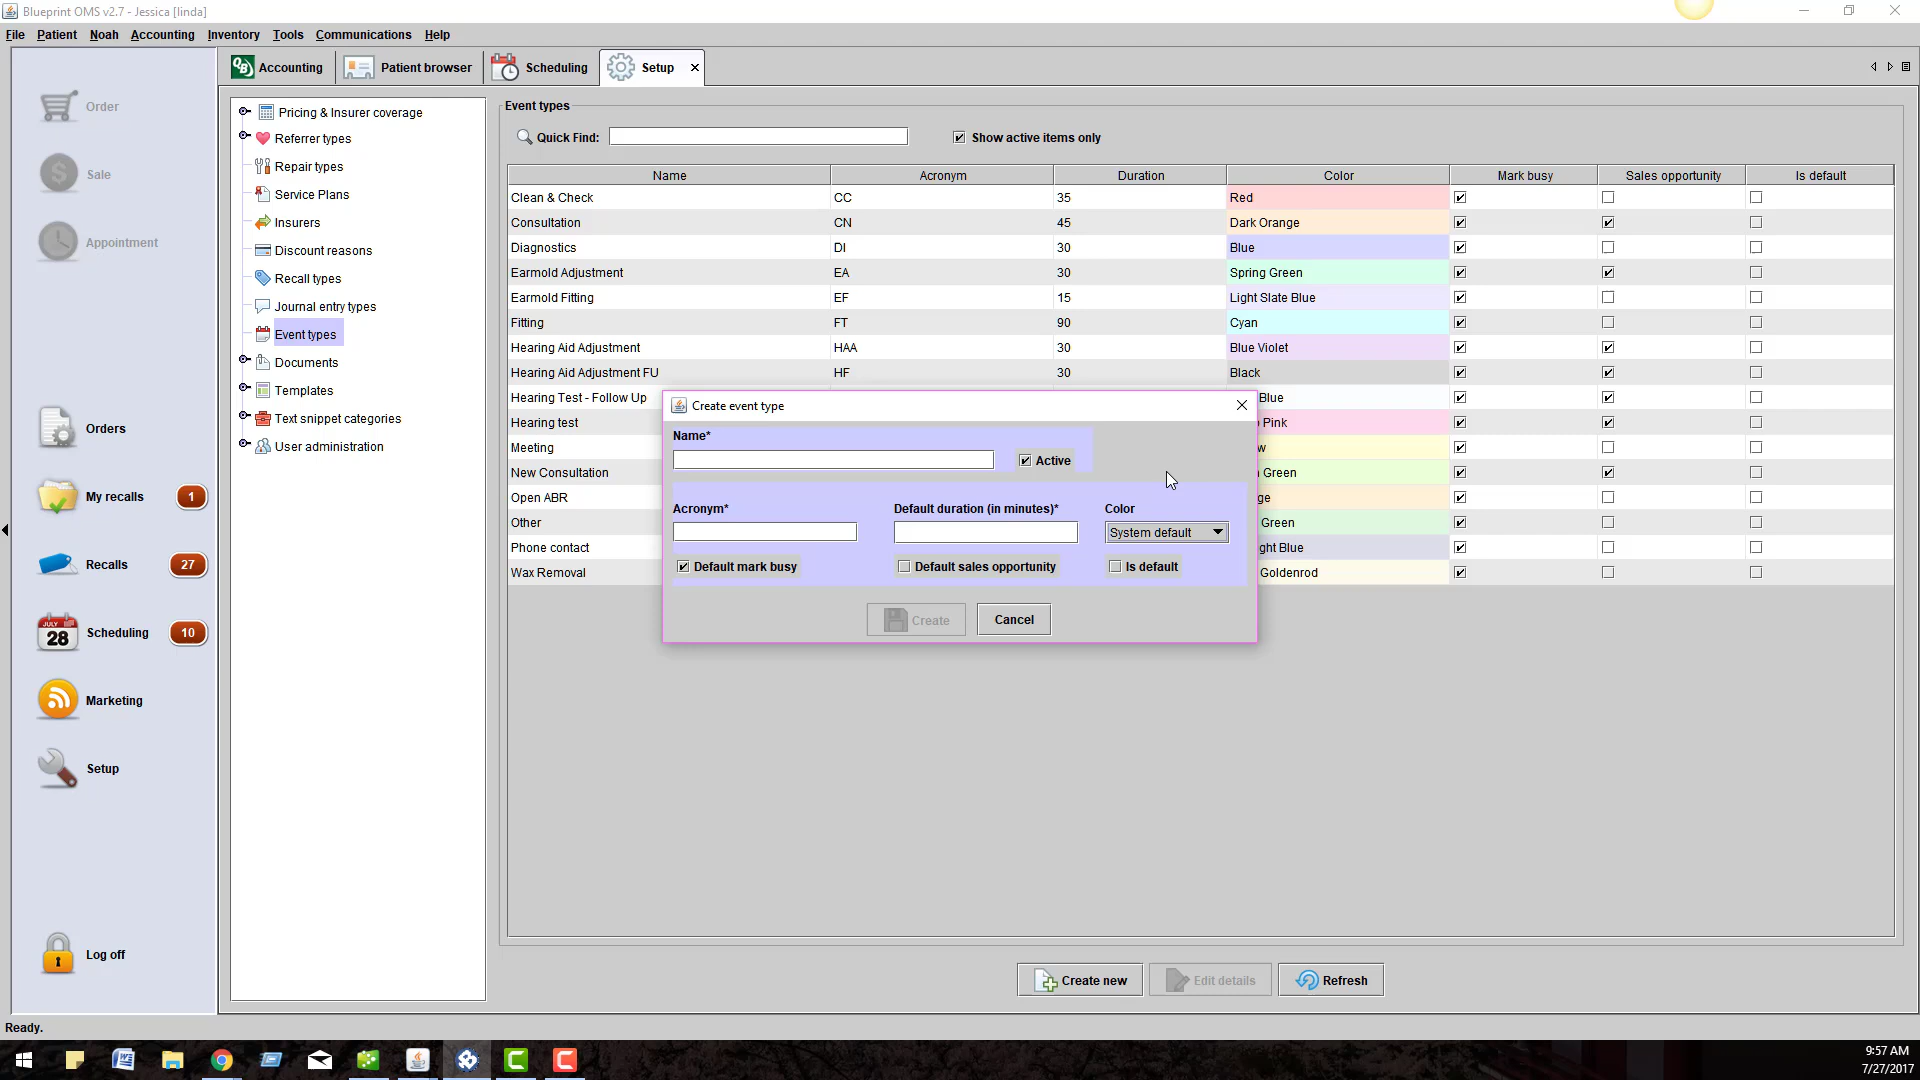 Blueprint OMS v2.7 - Jessica [linda]
File Patient Noah Accounting Inventory Tools Communications Help
Accounting Patient browser Scheduling Setup
Order
Sale
Appointment
Orders
My recalls 1
Recalls 27
JULY 28 Scheduling 10
Marketing
Setup
Log off
Pricing & Insurer coverage
Referrer types
Repair types
Service Plans
Insurers
Discount reasons
Recall types
Journal entry types
Event types
Documents
Templates
Text snippet categories
User administration
Event types
Quick Find: Show active items only
Name Acronym Duration Color Mark busy Sales opportunity Is default
Clean & Check CC 35 Red
Consultation CN 45 Dark Orange
Diagnostics DI 30 Blue
Earmold Adjustment EA 30 Spring Green
Earmold Fitting EF 15 Light Slate Blue
Fitting FT 90 Cyan
Hearing Aid Adjustment HAA 30 Blue Violet
Hearing Aid Adjustment FU HF 30 Black
Hearing Test - Follow Up Blue
Hearing test Pink
Meeting
New Consultation Green
Open ABR
Other Green
Phone contact Blue
Wax Removal Goldenrod
Create event type
Name*
Active
Acronym* Default duration (in minutes)* Color
System default
Default mark busy Default sales opportunity Is default
Create Cancel
Create new Edit details Refresh
Ready.
9:57 AM
7/27/2017